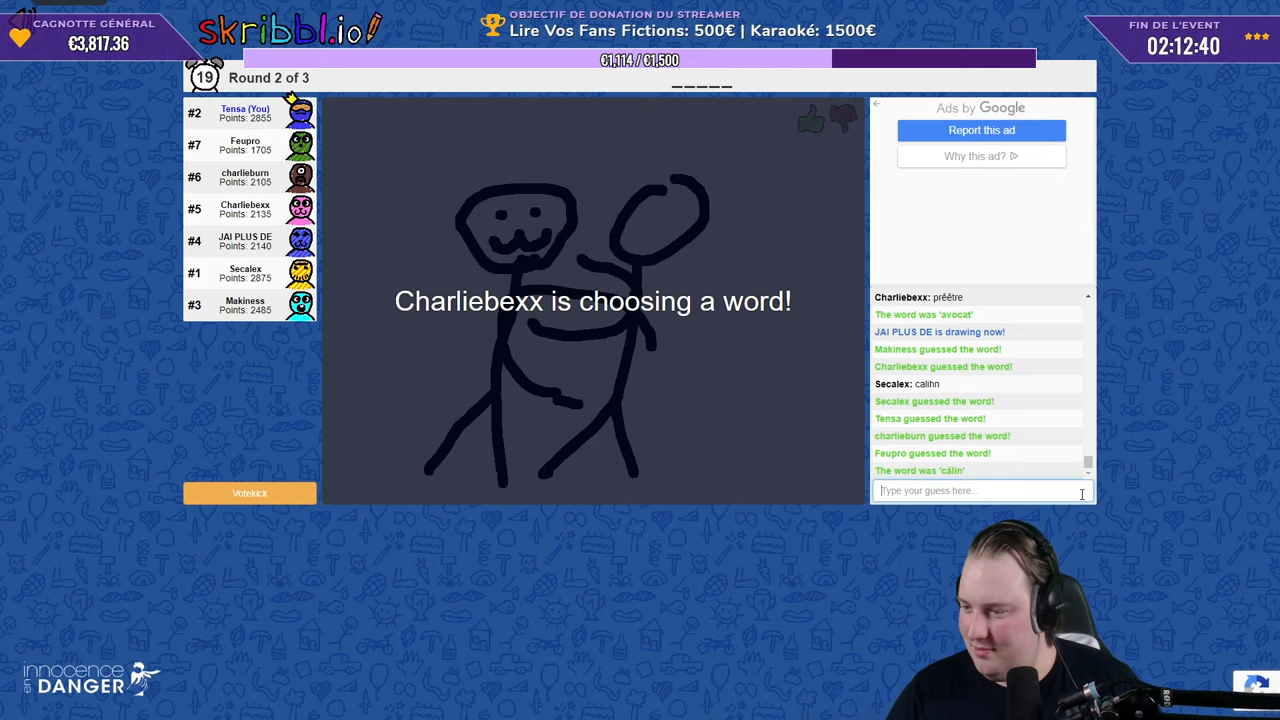 CAGNOTTE GÉNÉRAL
€3,817.36
skribbl.io
OBJECTIF DE DONATION DU STREAMER
Lire Vos Fans Fictions: 500€ | Karaoké: 1500€
€1,114 / €1,500
FIN DE L'EVENT
02:12:40
19
Round 2 of 3
_ _ _ _ _
#2
Tensa (You)
Points: 2855
#7
Feupro
Points: 1705
#6
charlieburn
Points: 2105
#5
Charliebexx
Points: 2135
#4
JAI PLUS DE
Points: 2140
#1
Secalex
Points: 2875
#3
Makiness
Points: 2485
Votekick
Charliebexx is choosing a word!
Ads by Google
Report this ad
Why this ad?
Charliebexx: prêêtre
The word was 'avocat'
JAI PLUS DE is drawing now!
Makiness guessed the word!
Charliebexx guessed the word!
Secalex: calihn
Secalex guessed the word!
Tensa guessed the word!
charlieburn guessed the word!
Feupro guessed the word!
The word was 'câlin'
Type your guess here...
innocence
en DANGER